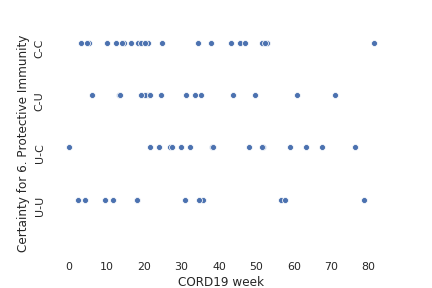 Certainty for 6. Protective Immunity
C-C
C-U
U-C
U-U
0 10 20 30 40 50 60 70 80
CORD19 week